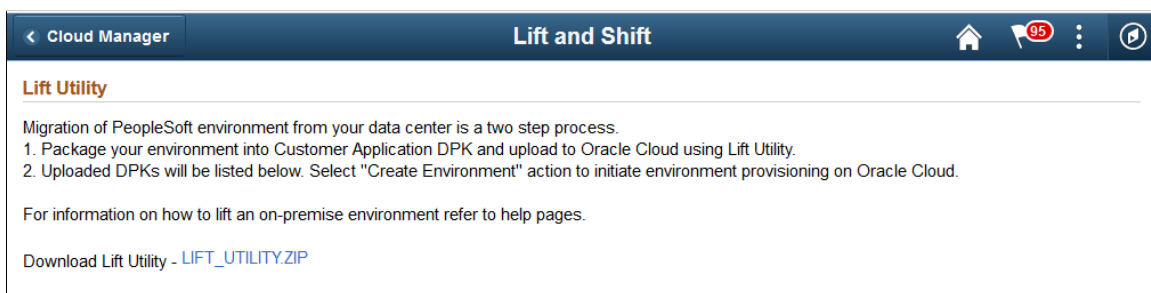 Cloud Manager
Lift and Shift
95
Lift Utility
Migration of PeopleSoft environment from your data center is a two step process.
1. Package your environment into Customer Application DPK and upload to Oracle Cloud using Lift Utility.
2. Uploaded DPKs will be listed below. Select "Create Environment" action to initiate environment provisioning on Oracle Cloud.
For information on how to lift an on-premise environment refer to help pages.
Download Lift Utility - LIFT_UTILITY.ZIP